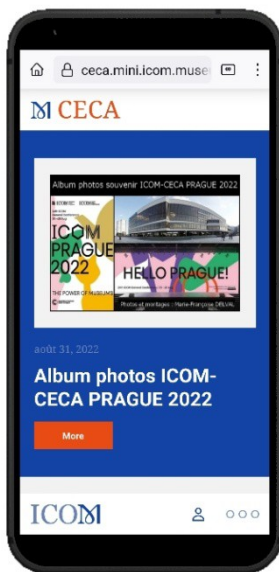 ceca.mini.icom.muse
M CECA
Album photos souvenir ICOM-CECA PRAGUE 2022
ICOM
PRAGUE
2022
THE POWER OF MUSEUMS
HELLO PRAGUE!
Photos et montages : Marie-Françoise DELVAL
août 31, 2022
Album photos ICOM-
CECA PRAGUE 2022
More
ICOM